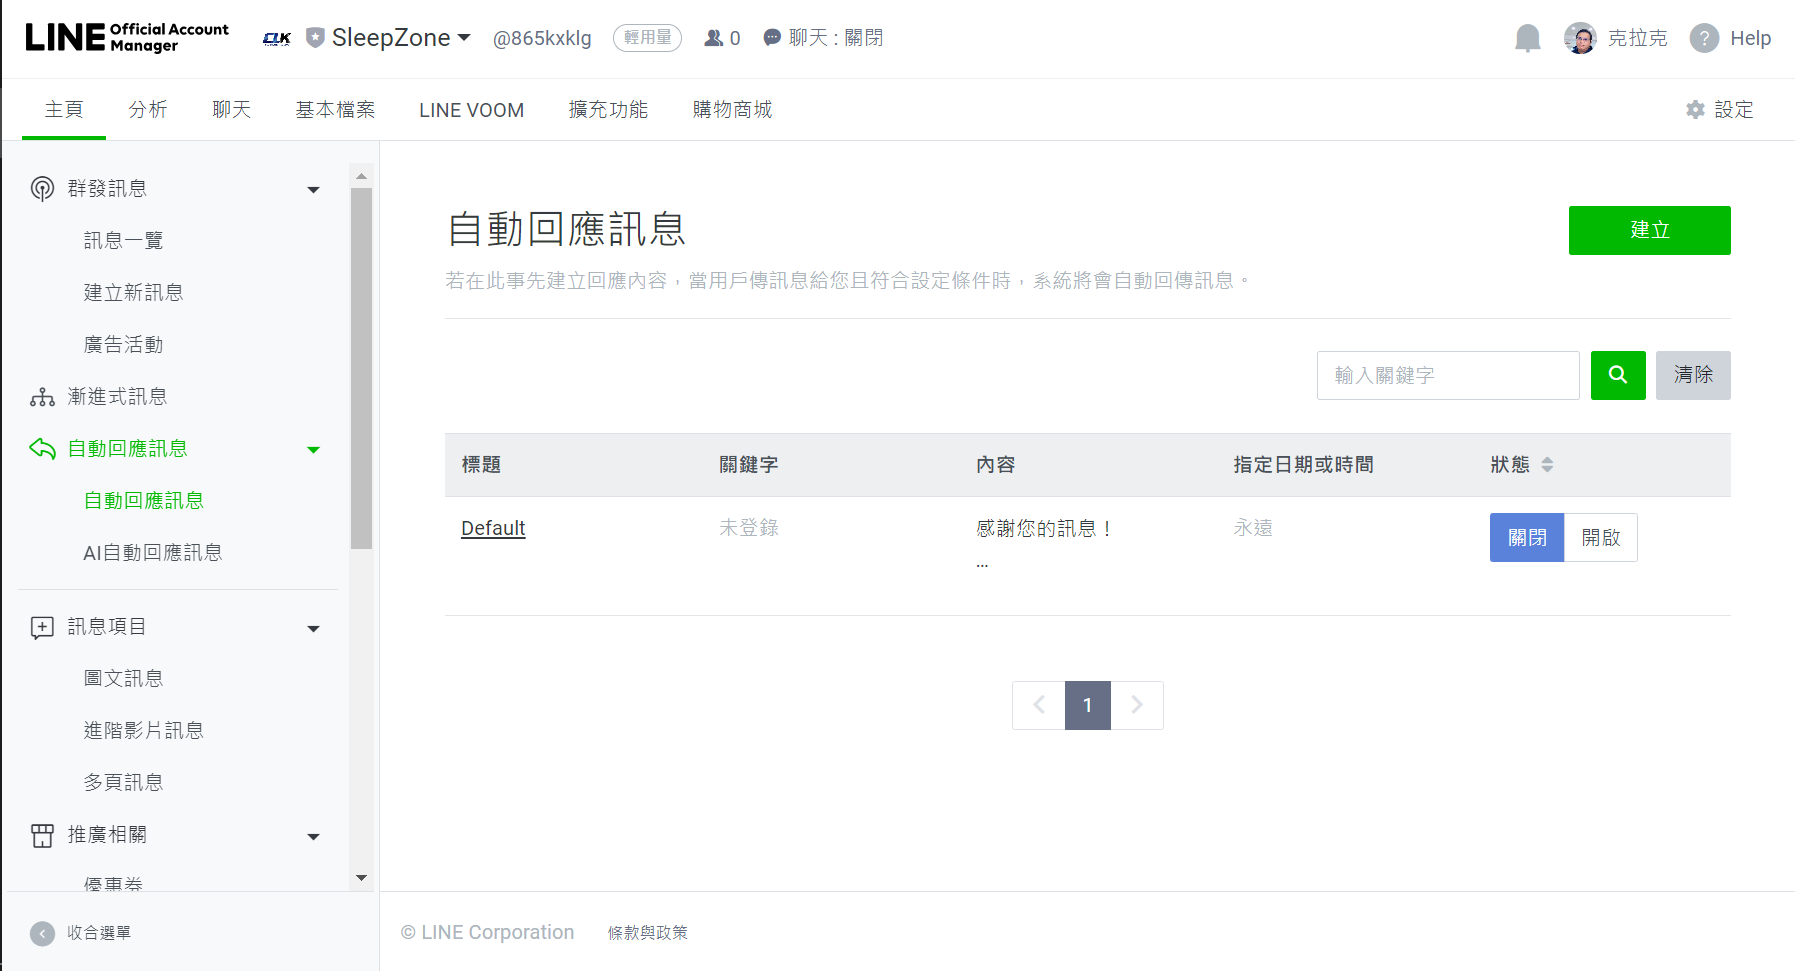 LINE Official Account Manager
CLK SleepZone @865kxklg 輕用量 0 聊天 : 關閉 克拉克 ? Help
主頁 分析 聊天 基本檔案 LINE VOOM 擴充功能 購物商城 設定
群發訊息
訊息一覽
建立新訊息
廣告活動
漸進式訊息
自動回應訊息
自動回應訊息
AI自動回應訊息
訊息項目
圖文訊息
進階影片訊息
多頁訊息
推廣相關
優惠券
收合選單
自動回應訊息
建立
若在此事先建立回應內容，當用戶傳訊息給您且符合設定條件時，系統將會自動回傳訊息。
輸入關鍵字 清除
標題 關鍵字 內容 指定日期或時間 狀態
Default 未登錄 感謝您的訊息！ 永遠 關閉 開啟
...
1
© LINE Corporation 條款與政策